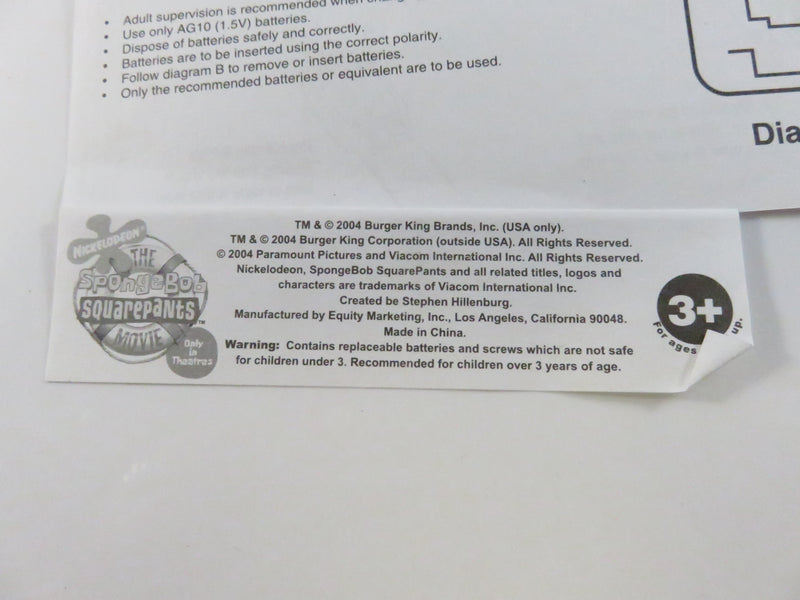 • Adult supervision is recommended when
• Use only AG10 (1.5V) batteries.
• Dispose of batteries safely and correctly.
• Batteries are to be inserted using the correct polarity.
• Follow diagram B to remove or insert batteries.
• Only the recommended batteries or equivalent are to be used.
Dia
NICKELODEON™
THE
SPONGEBOB
SQUAREPANTS™
MOVIE
Only
in
Theatres
TM & © 2004 Burger King Brands, Inc. (USA only).
TM & © 2004 Burger King Corporation (outside USA). All Rights Reserved.
© 2004 Paramount Pictures and Viacom International Inc. All Rights Reserved.
Nickelodeon, SpongeBob SquarePants and all related titles, logos and
characters are trademarks of Viacom International Inc.
Created be Stephen Hillenburg.
Manufactured by Equity Marketing, Inc., Los Angeles, California 90048.
Made in China.
Warning: Contains replaceable batteries and screws which are not safe
for children under 3. Recommended for children over 3 years of age.
3+
For ages up.